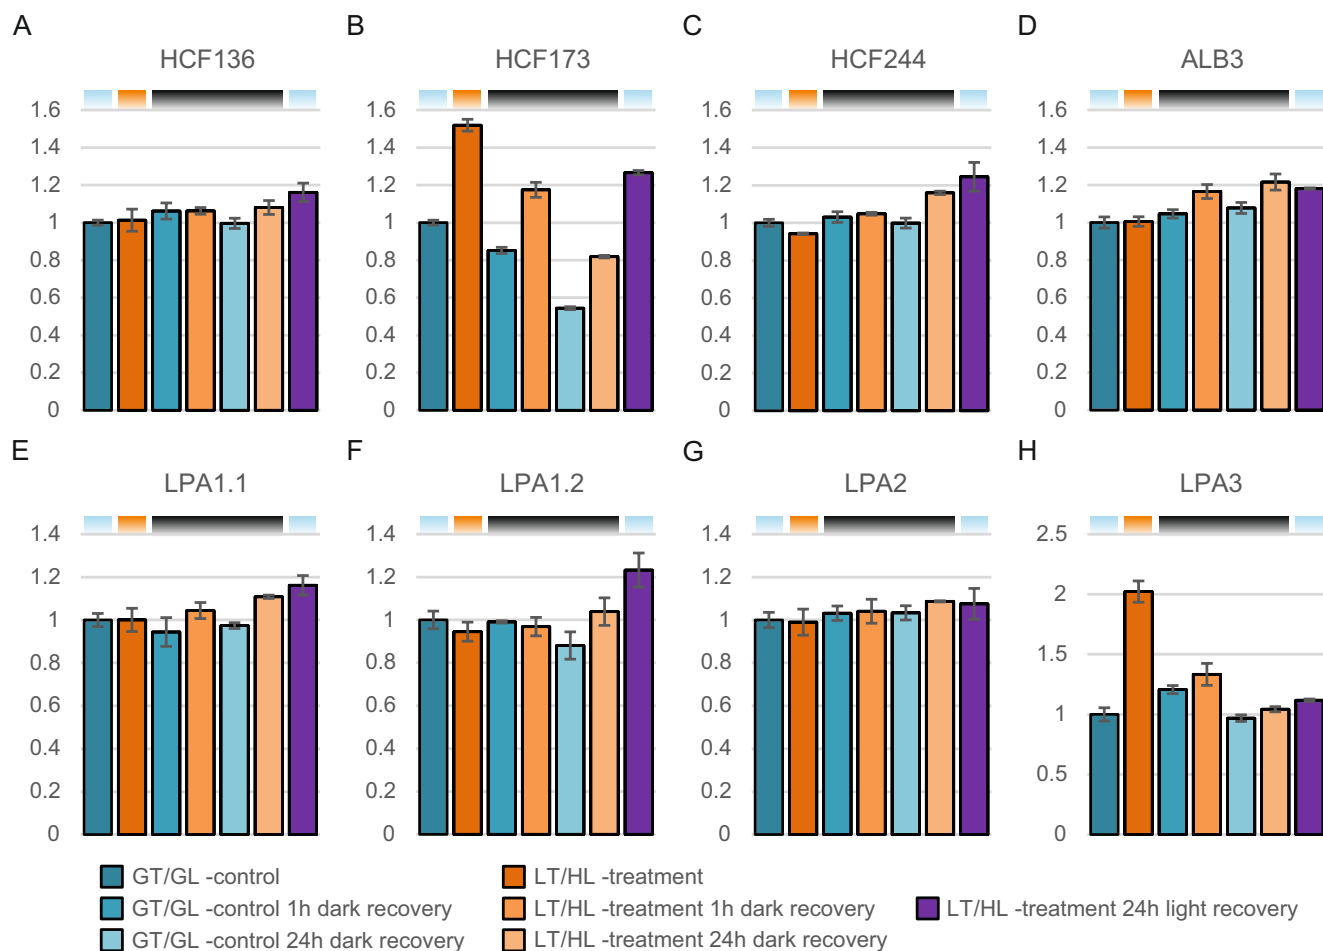 A
B
C
D
HCF136
HCF173
HCF244
ALB3
1.6
1.4
1.2
1
0.8
0.6
0.4
0.2
0
1.6
1.4
1.2
1
0.8
0.6
0.4
0.2
0
1.6
1.4
1.2
1
0.8
0.6
0.4
0.2
0
1.6
1.4
1.2
1
0.8
0.6
0.4
0.2
0
E
F
G
H
LPA1.1
LPA1.2
LPA2
LPA3
1.4
1.2
1
0.8
0.6
0.4
0.2
0
1.4
1.2
1
0.8
0.6
0.4
0.2
0
1.4
1.2
1
0.8
0.6
0.4
0.2
0
2.5
2
1.5
1
0.5
0
GT/GL -control
LT/HL -treatment
GT/GL -control 1h dark recovery
LT/HL -treatment 1h dark recovery
LT/HL -treatment 24h light recovery
GT/GL -control 24h dark recovery
LT/HL -treatment 24h dark recovery